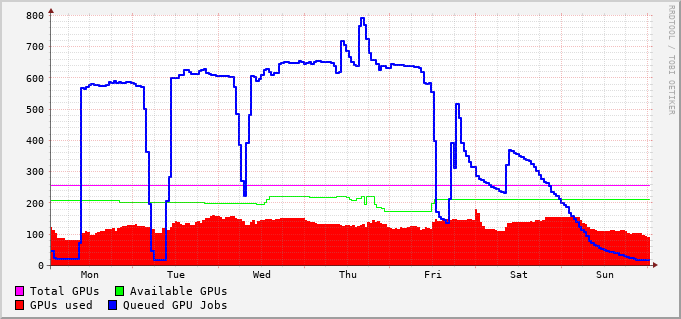 RRDTOOL / TOBI OETIKER
800
700
600
500
400
300
200
100
0
Mon Tue Wed Thu Fri Sat Sun
Total GPUs Available GPUs
GPUs used Queued GPU Jobs